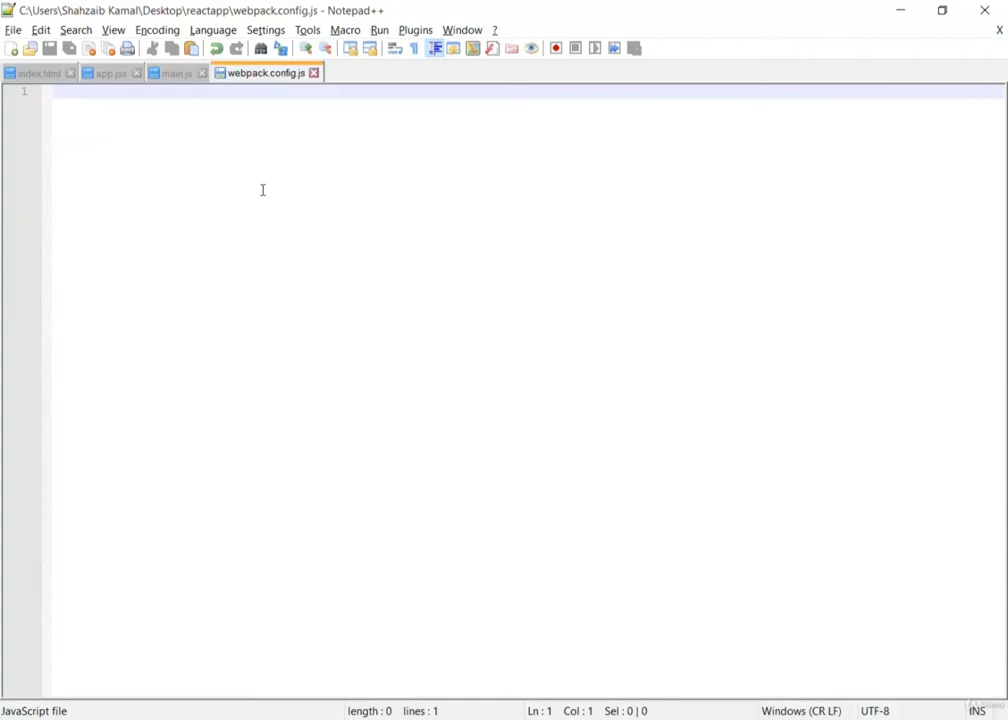 C:\Users\Shahzaib Kamal\Desktop\reactapp\webpack.config.js - Notepad++
File Edit Search View Encoding Language Settings Tools Macro Run Plugins Window ? X
index.html app.jsx main.js webpack.config.js
1
JavaScript file length : 0 lines : 1 Ln : 1 Col : 1 Sel : 0 | 0 Windows (CR LF) UTF-8 INS